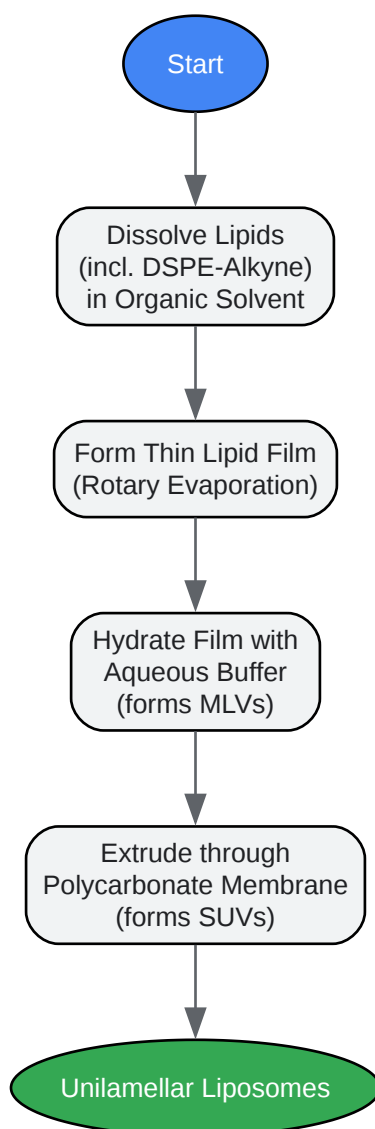 Start
Dissolve Lipids
(incl. DSPE-Alkyne)
in Organic Solvent
Form Thin Lipid Film
(Rotary Evaporation)
Hydrate Film with
Aqueous Buffer
(forms MLVs)
Extrude through
Polycarbonate Membrane
(forms SUVs)
Unilamellar Liposomes